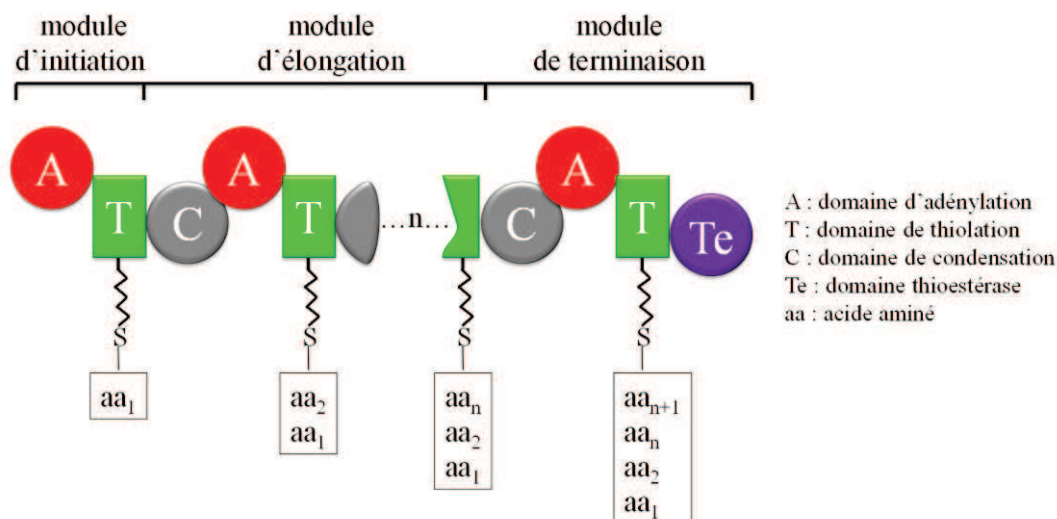 module
d'initiation
module
d'élongation
module
de terminaison
A
T
C
A
T
...n...
C
A
T
Te
S
S
S
S
aa1
aa2
aa1
aan
aa2
aa1
aan+1
aan
aa2
aa1
A : domaine d'adénylation
T : domaine de thiolation
C : domaine de condensation
Te : domaine thioestérase
aa : acide aminé